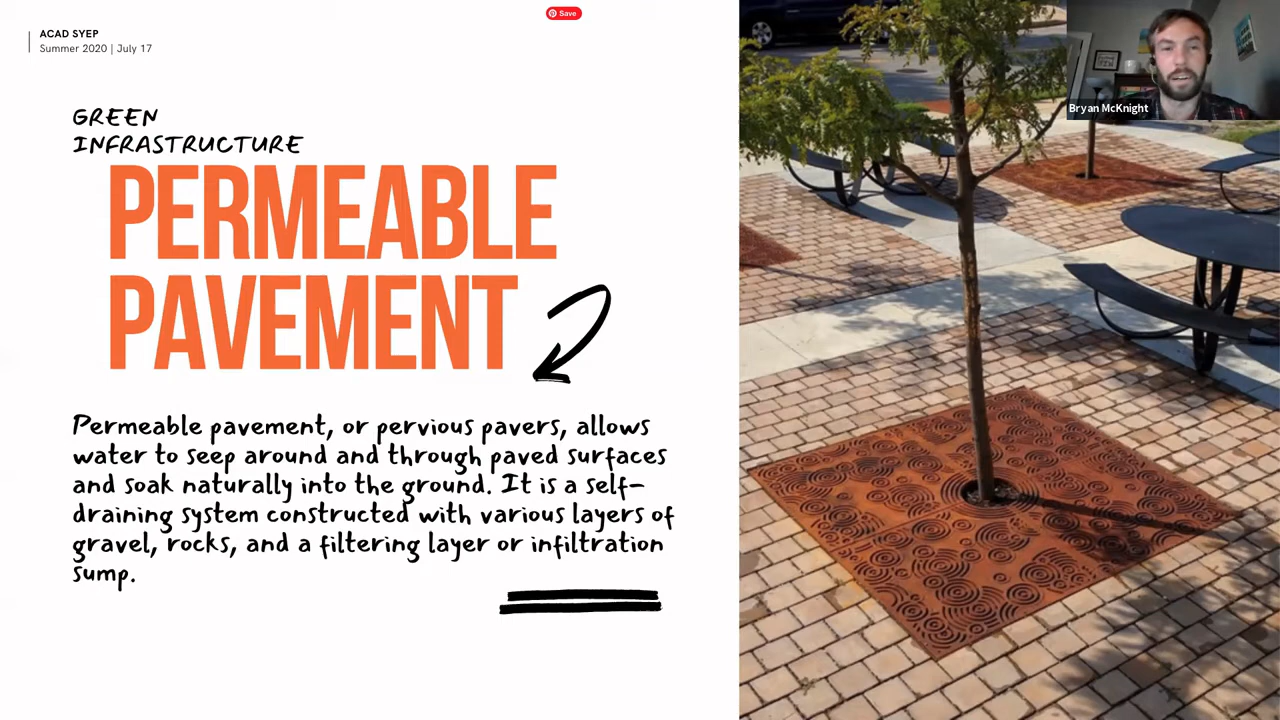 Save
ACAD SYEP
Summer 2020 | July 17
GREEN
INFRASTRUCTURE
PERMEABLE
PAVEMENT
Permeable pavement, or pervious pavers, allows
water to seep around and through paved surfaces
and soak naturally into the ground. It is a self-
draining system constructed with various layers of
gravel, rocks, and a filtering layer or infiltration
sump.
Bryan McKnight